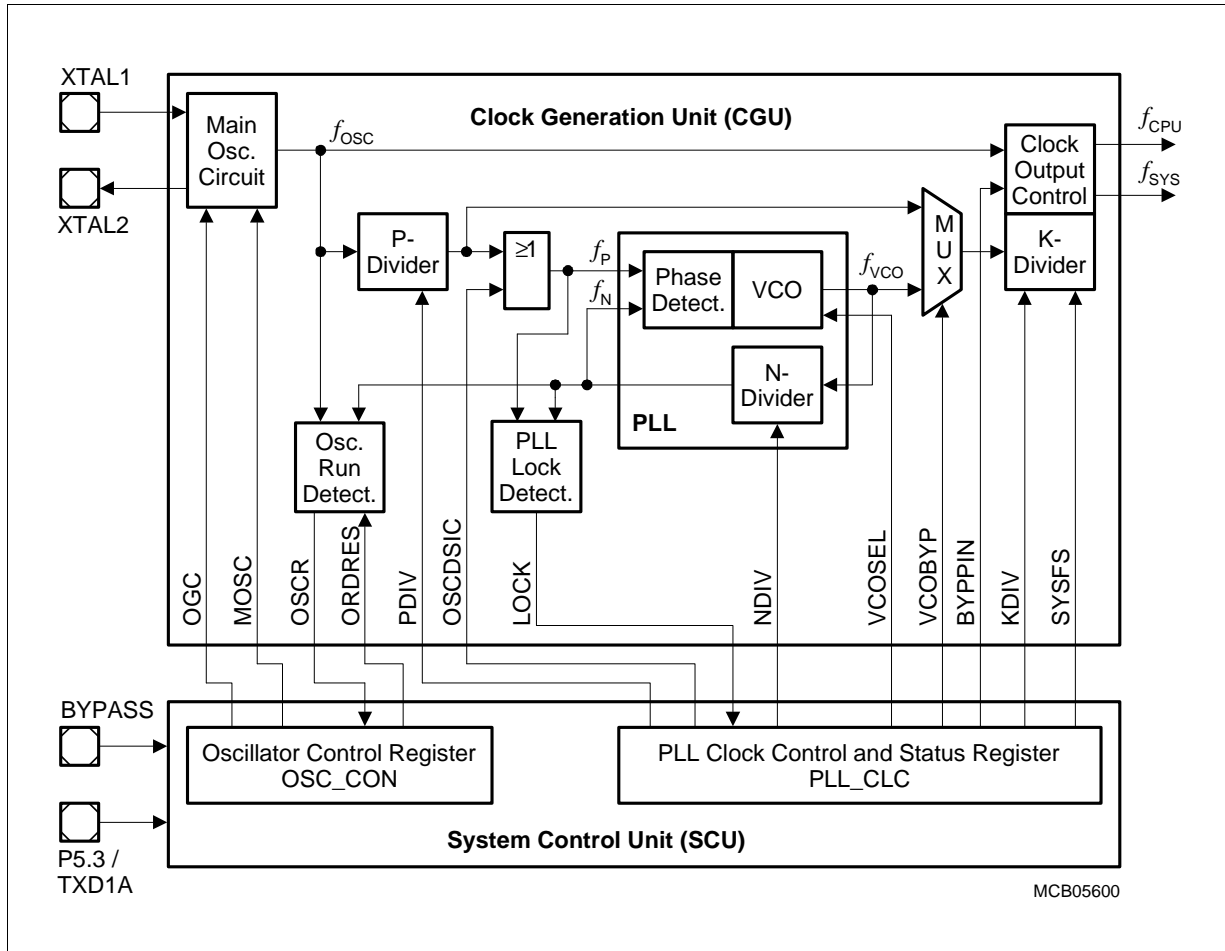 XTAL1
XTAL2
Clock Generation Unit (CGU)
Main
Osc.
Circuit
fOSC
fCPU
fSYS
Clock
Output
Control
K-
Divider
P-
Divider
≥1
fP
fN
Phase
Detect.
VCO
fVCO
MUX
N-
Divider
PLL
Osc.
Run
Detect.
PLL
Lock
Detect.
OGC
MOSC
OSCR
ORDRES
PDIV
OSCDSIC
LOCK
NDIV
VCOSEL
VCOBYP
BYPPIN
KDIV
SYSFS
BYPASS
P5.3 /
TXD1A
Oscillator Control Register
OSC_CON
PLL Clock Control and Status Register
PLL_CLC
System Control Unit (SCU)
MCB05600